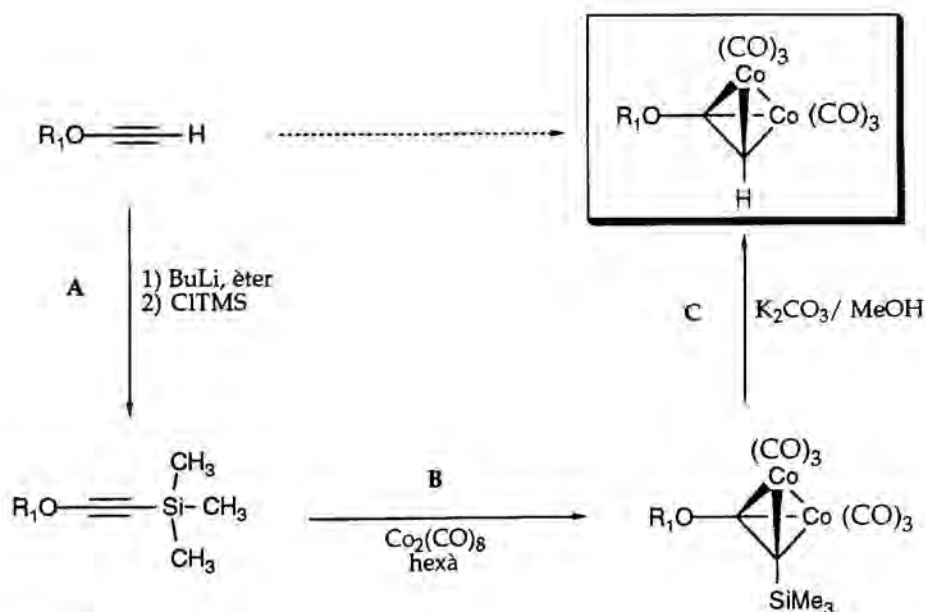 (CO)₃
Co
R₁O H R₁O Co (CO)₃
H
A 1) BuLi, èter
2) ClTMS
C K₂CO₃/ MeOH
CH₃ (CO)₃
B Co
R₁O Si CH₃ R₁O Co (CO)₃
Co₂(CO)₈
CH₃ hexà
SiMe₃